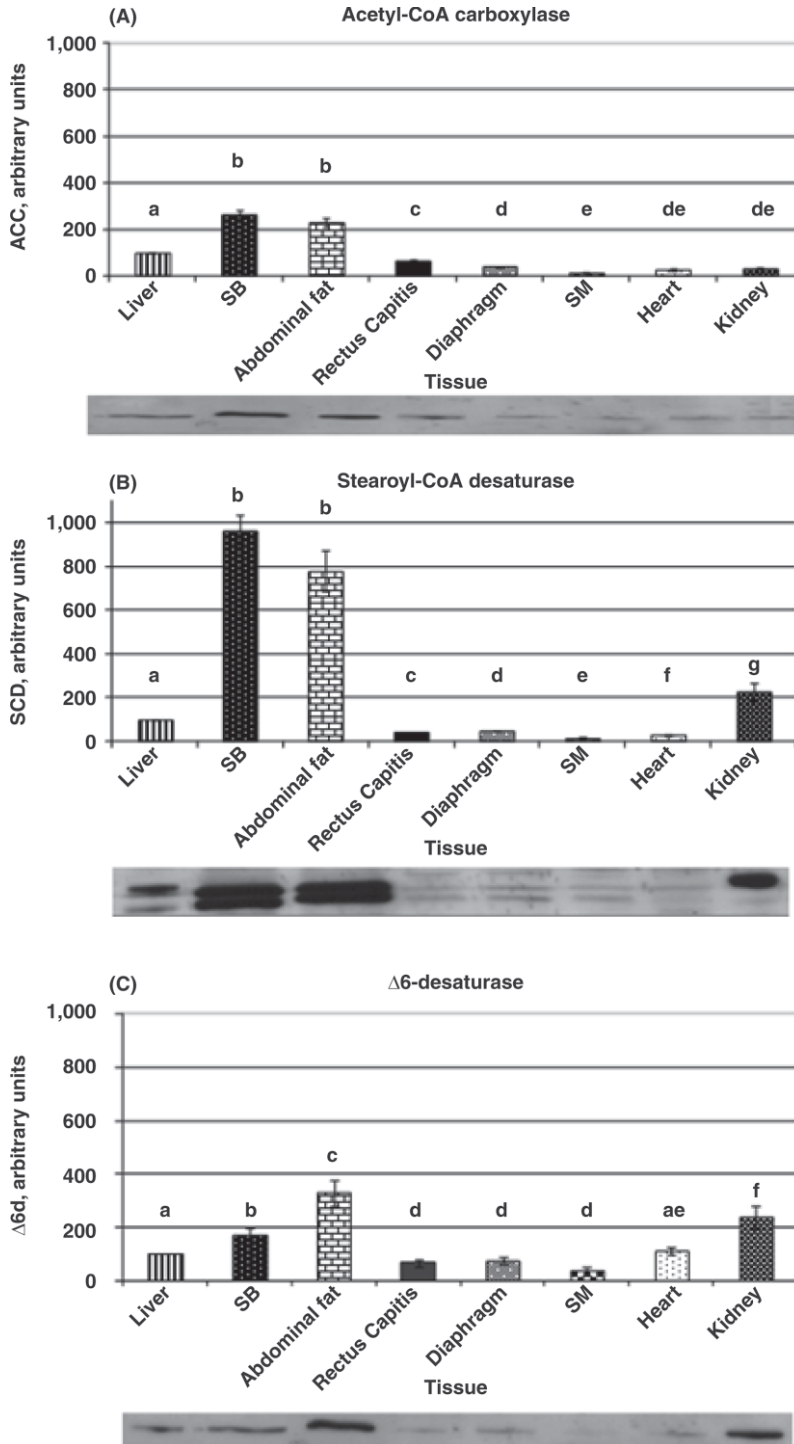 (A) Acetyl-CoA carboxylase
1,000
800
600
400
200
0
ACC, arbitrary units
a b b c d e de de
Liver SB Abdominal fat Rectus Capitis Diaphragm SM Heart Kidney
Tissue
(B) Stearoyl-CoA desaturase
1,000
800
600
400
200
0
SCD, arbitrary units
a b b c d e f g
Liver SB Abdominal fat Rectus Capitis Diaphragm SM Heart Kidney
Tissue
(C) Δ6-desaturase
1,000
800
600
400
200
0
Δ6d, arbitrary units
a b c d d d ae f
Liver SB Abdominal fat Rectus Capitis Diaphragm SM Heart Kidney
Tissue